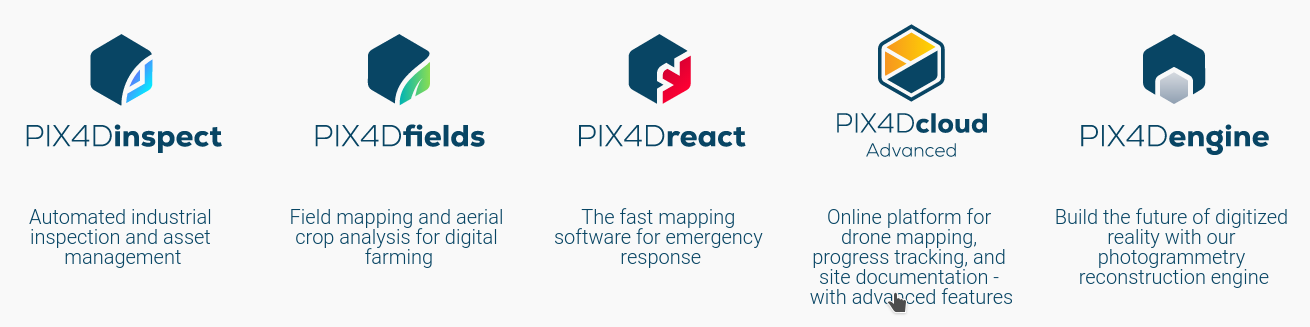 PIX4Dinspect
Automated industrial
inspection and asset
management
PIX4Dfields
Field mapping and aerial
crop analysis for digital
farming
PIX4Dreact
The fast mapping
software for emergency
response
PIX4Dcloud
Advanced
Online platform for
drone mapping,
progress tracking, and
site documentation -
with advanced features
PIX4Dengine
Build the future of digitized
reality with our
photogrammetry
reconstruction engine